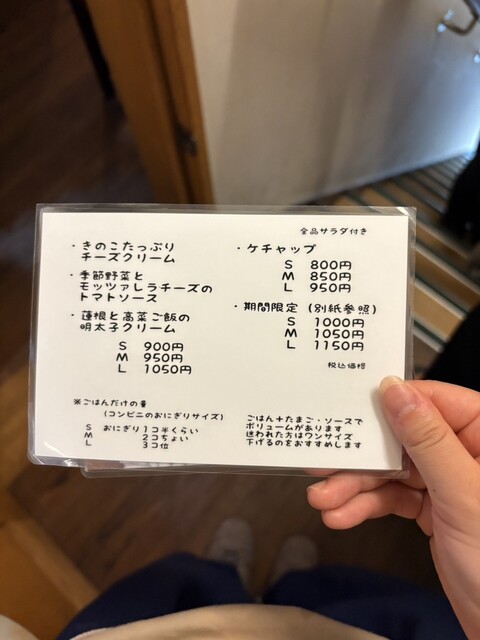 全品サラダ付き
・きのこたっぷり
チーズクリーム
・季節野菜と
モッツァレラチーズの
トマトソース
・蓮根と高菜ご飯の
明太子クリーム
S 900円
M 950円
L 1050円
・ケチャップ
S 800円
M 850円
L 950円
・期間限定(別紙参照)
S 1000円
M 1050円
L 1150円
税込価格
※ごはんだけの量
(コンビニのおにぎりサイズ)
S おにぎり1コ半くらい
M 2コちょい
L 3コ位
ごはん+たまご・ソースで
ボリュームがあります
迷われた方はワンサイズ
下げるのをおすすめします